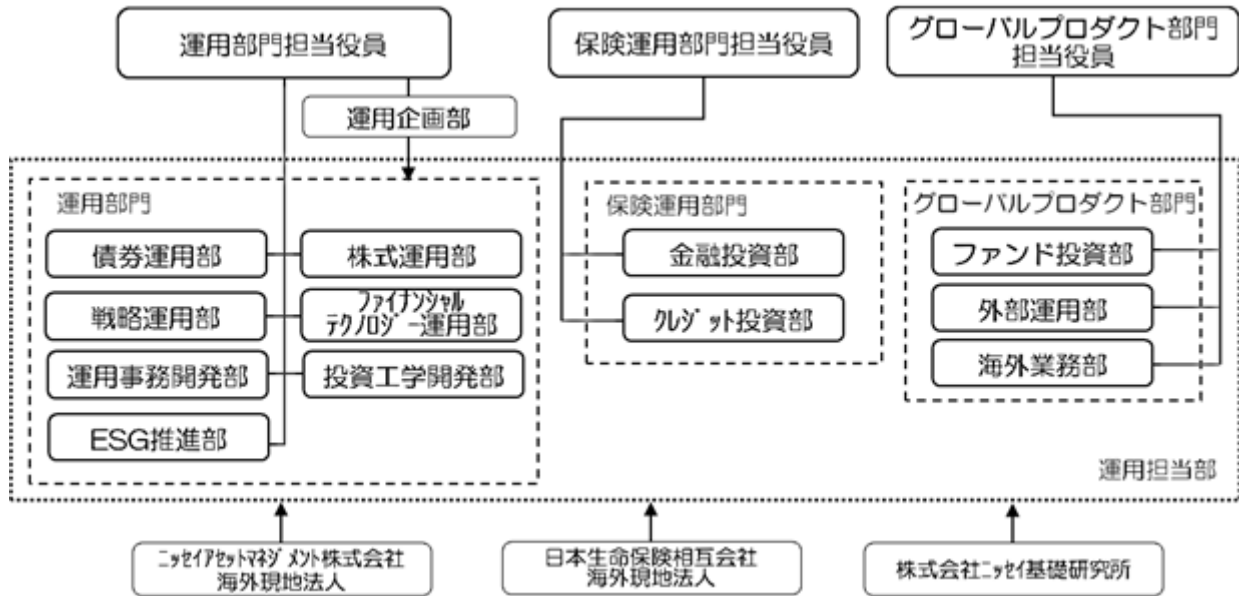 運用部門担当役員
保険運用部門担当役員
グローバルプロダクト部門
担当役員
運用企画部
運用部門
債券運用部
株式運用部
戦略運用部
ファイナンシャル
テクノロジー運用部
運用事務開発部
投資工学開発部
ESG推進部
保険運用部門
金融投資部
クレジット投資部
グローバルプロダクト部門
ファンド投資部
外部運用部
海外業務部
運用担当部
ニッセイアセットマネジメント株式会社
海外現地法人
日本生命保険相互会社
海外現地法人
株式会社ニッセイ基礎研究所